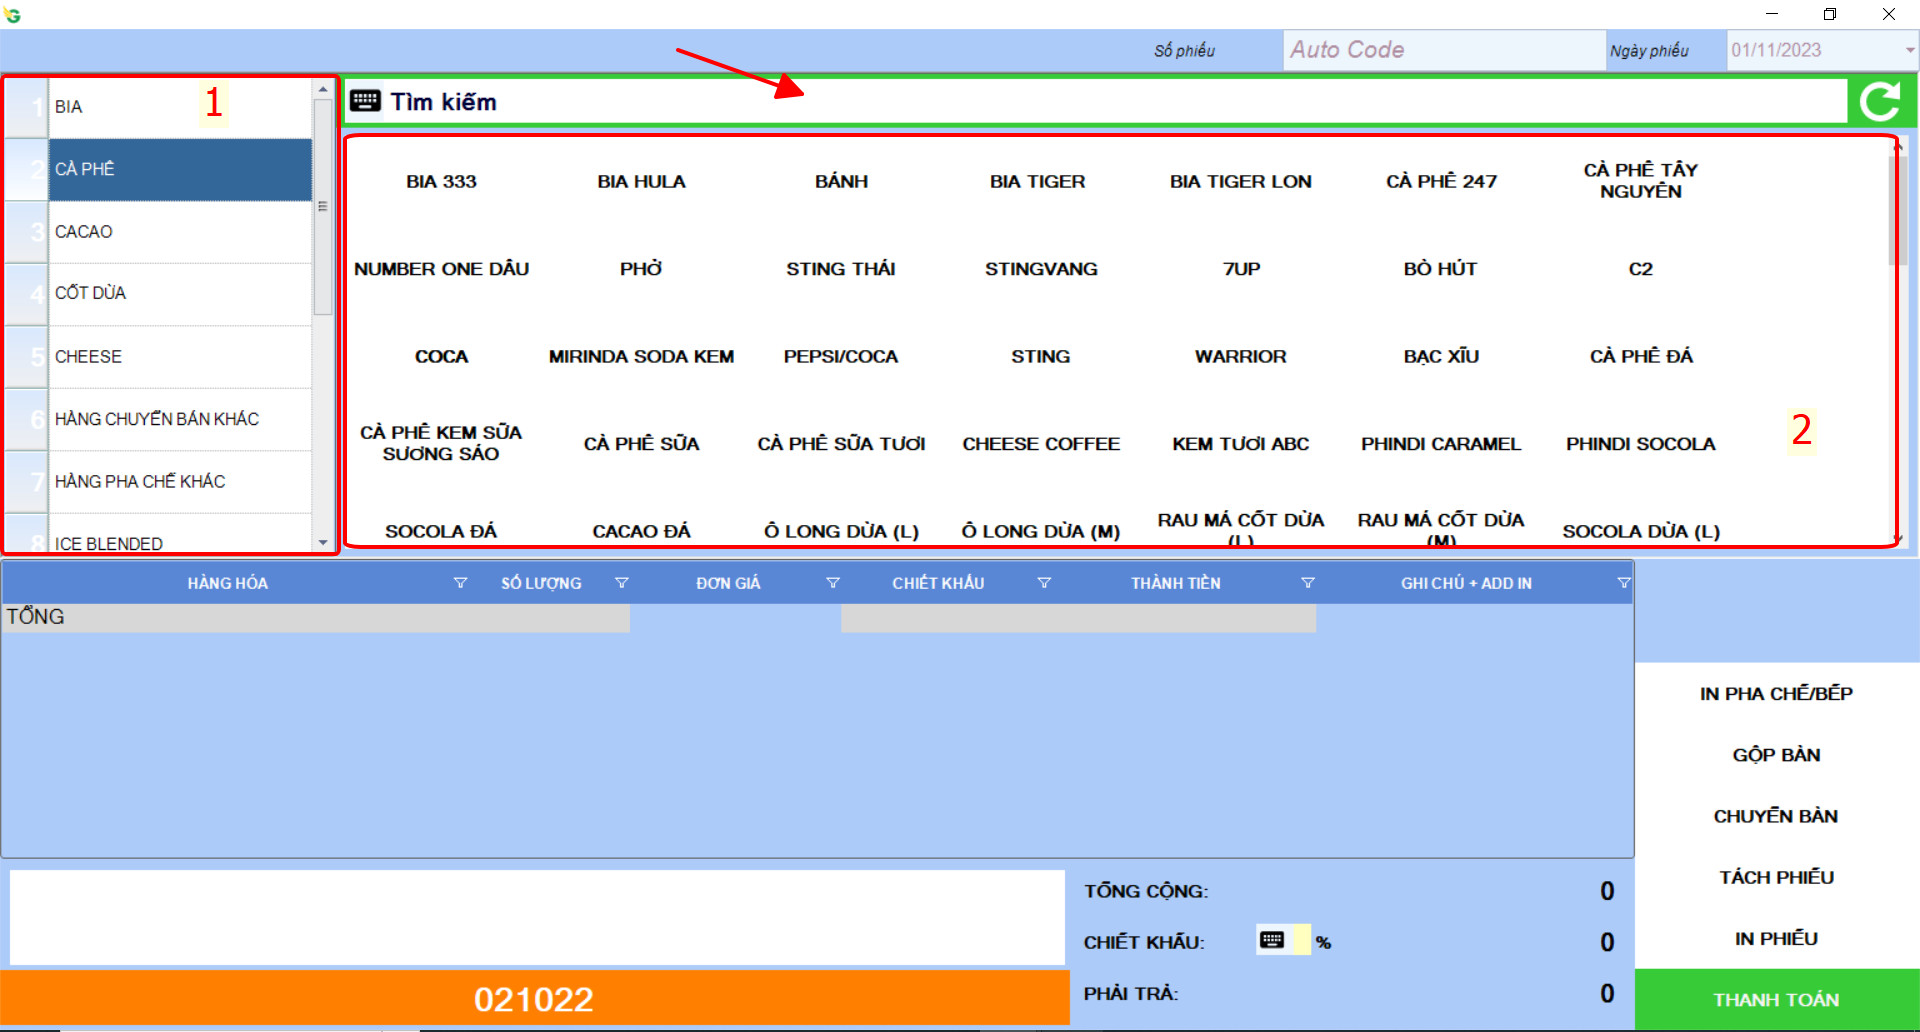 Số phiếu
Auto Code
Ngày phiếu
01/11/2023
1
BIA
1
2
CÀ PHÊ
3
CACAO
4
CỐT DỪA
5
CHEESE
6
HÀNG CHUYỂN BÁN KHÁC
7
HÀNG PHA CHẾ KHÁC
8
ICE BLENDED
Tìm kiếm
BIA 333
BIA HULA
BÁNH
BIA TIGER
BIA TIGER LON
CÀ PHÊ 247
CÀ PHÊ TÂY
NGUYÊN
NUMBER ONE DÂU
PHỞ
STING THÁI
STINGVANG
7UP
BÒ HÚT
C2
COCA
MIRINDA SODA KEM
PEPSI/COCA
STING
WARRIOR
BẠC XĨU
CÀ PHÊ ĐÁ
CÀ PHÊ KEM SỮA
SƯƠNG SÁO
CÀ PHÊ SỮA
CÀ PHÊ SỮA TƯƠI
CHEESE COFFEE
KEM TƯƠI ABC
PHINDI CARAMEL
PHINDI SOCOLA
2
SOCOLA ĐÁ
CACAO ĐÁ
Ô LONG DỪA (L)
Ô LONG DỪA (M)
RAU MÁ CỐT DỪA
(L)
RAU MÁ CỐT DỪA
(M)
SOCOLA DỪA (L)
HÀNG HÓA
SỐ LƯỢNG
ĐƠN GIÁ
CHIẾT KHẤU
THÀNH TIỀN
GHI CHÚ + ADD IN
TỔNG
IN PHA CHẾ/BẾP
GỘP BÀN
CHUYỂN BÀN
TÁCH PHIẾU
IN PHIẾU
THANH TOÁN
TỔNG CỘNG:
0
CHIẾT KHẤU:
%
0
PHẢI TRẢ:
0
021022